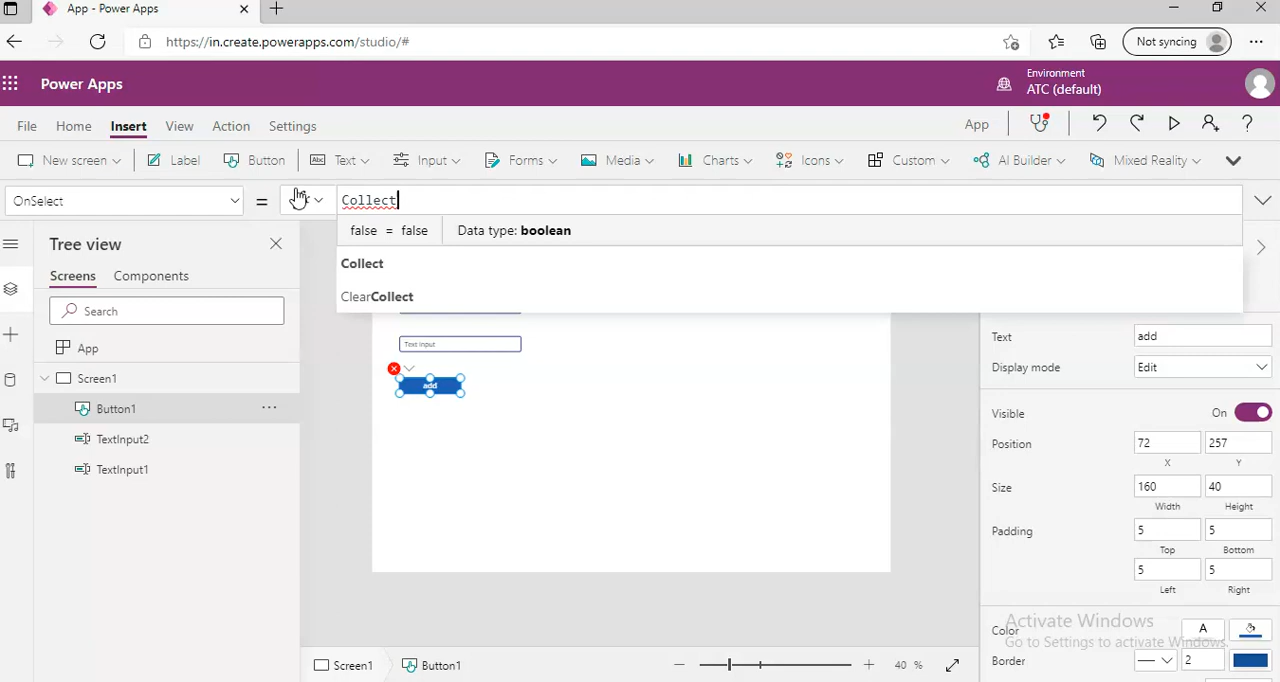 App - Power Apps
https://in.create.powerapps.com/studio/#
Not syncing
Power Apps
Environment
ATC (default)
File Home Insert View Action Settings
App
New screen Label Button Text Input Forms Media Charts Icons Custom AI Builder Mixed Reality
OnSelect = Collect
false = false Data type: boolean
Collect
ClearCollect
Tree view
Screens Components
Search
App
Screen1
Button1
TextInput2
TextInput1
Text input
add
Text add
Display mode Edit
Visible On
Position 72 257
X Y
Size 160 40
Width Height
Padding 5 5
Top Bottom
5 5
Left Right
Activate Windows
Color A
Go to Settings to activate Windows.
Border 2
Screen1 Button1 40 %